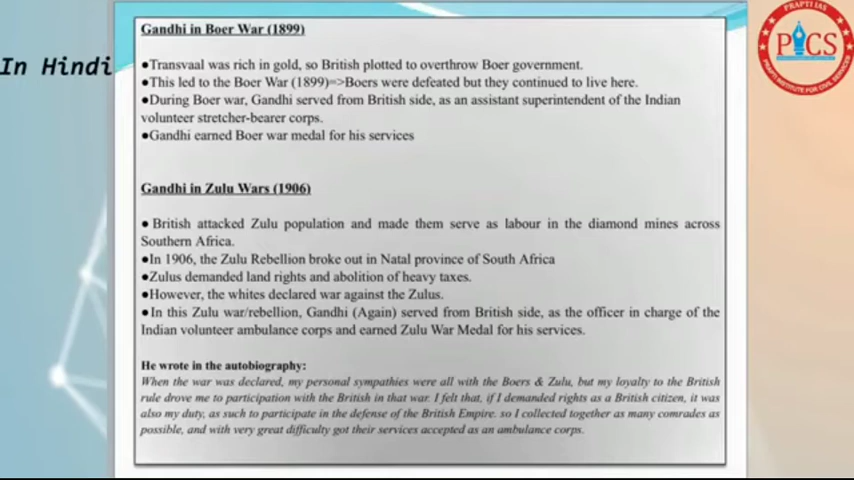 In Hindi
Gandhi in Boer War (1899)
●Transvaal was rich in gold, so British plotted to overthrow Boer government.
●This led to the Boer War (1899)=>Boers were defeated but they continued to live here.
●During Boer war, Gandhi served from British side, as an assistant superintendent of the Indian
volunteer stretcher-bearer corps.
●Gandhi earned Boer war medal for his services
Gandhi in Zulu Wars (1906)
● British attacked Zulu population and made them serve as labour in the diamond mines across
Southern Africa.
●In 1906, the Zulu Rebellion broke out in Natal province of South Africa
●Zulus demanded land rights and abolition of heavy taxes.
●However, the whites declared war against the Zulus.
●In this Zulu war/rebellion, Gandhi (Again) served from British side, as the officer in charge of the
Indian volunteer ambulance corps and earned Zulu War Medal for his services.
He wrote in the autobiography:
When the war was declared, my personal sympathies were all with the Boers & Zulu, but my loyalty to the British
rule drove me to participation with the British in that war. I felt that, if I demanded rights as a British citizen, it was
also my duty, as such to participate in the defense of the British Empire. so I collected together as many comrades as
possible, and with very great difficulty got their services accepted as an ambulance corps.
PRAPTI IAS
PiCS
PRAPTI INSTITUTE FOR CIVIL SERVICES